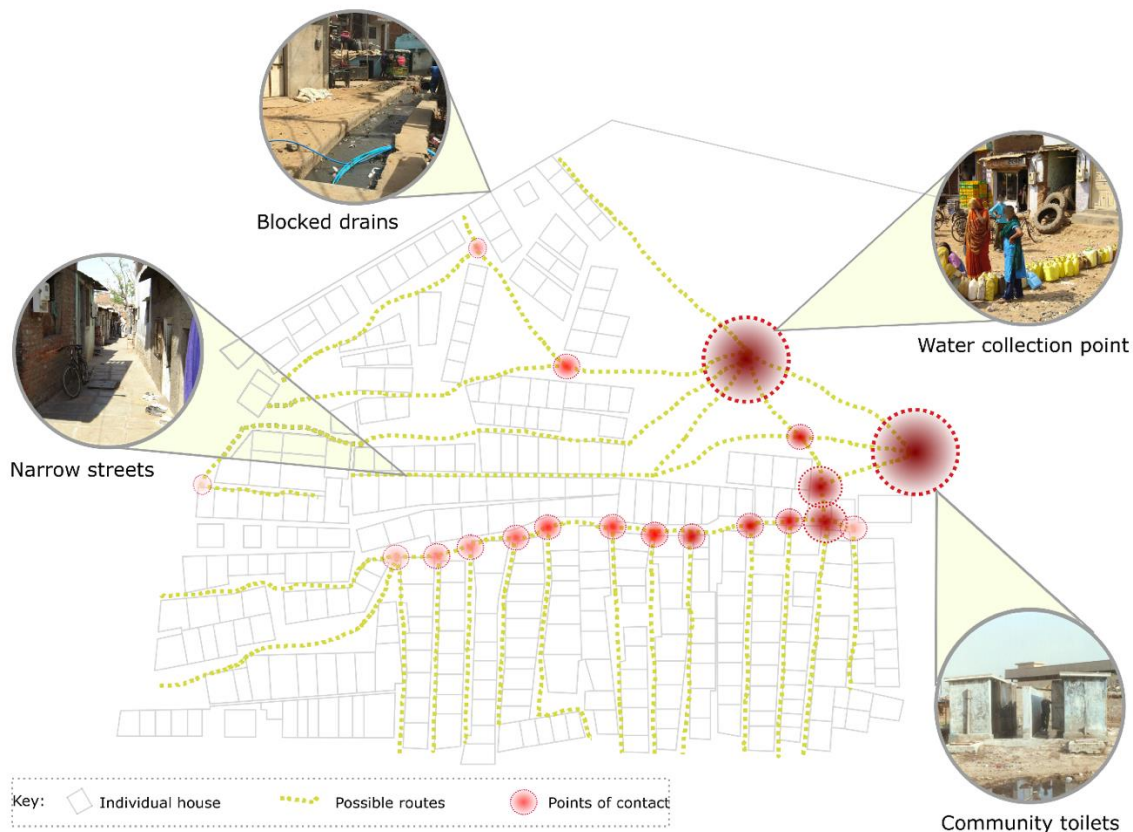 Blocked drains
Water collection point
Narrow streets
Community toilets
Key: Individual house Possible routes Points of contact